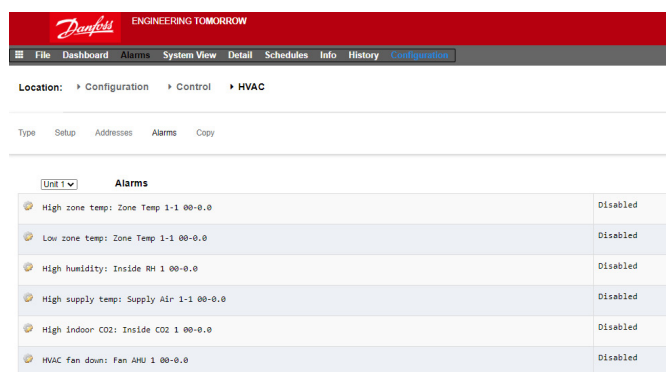 Danfoss ENGINEERING TOMORROW
File Dashboard Alarms System View Detail Schedules Info History Configuration
Location: Configuration Control HVAC
Type Setup Addresses Alarms Copy
Unit 1 Alarms
High zone temp: Zone Temp 1-1 00-0.0 Disabled
Low zone temp: Zone Temp 1-1 00-0.0 Disabled
High humidity: Inside RH 1 00-0.0 Disabled
High supply temp: Supply Air 1-1 00-0.0 Disabled
High indoor CO2: Inside CO2 1 00-0.0 Disabled
HVAC fan down: Fan AHU 1 00-0.0 Disabled